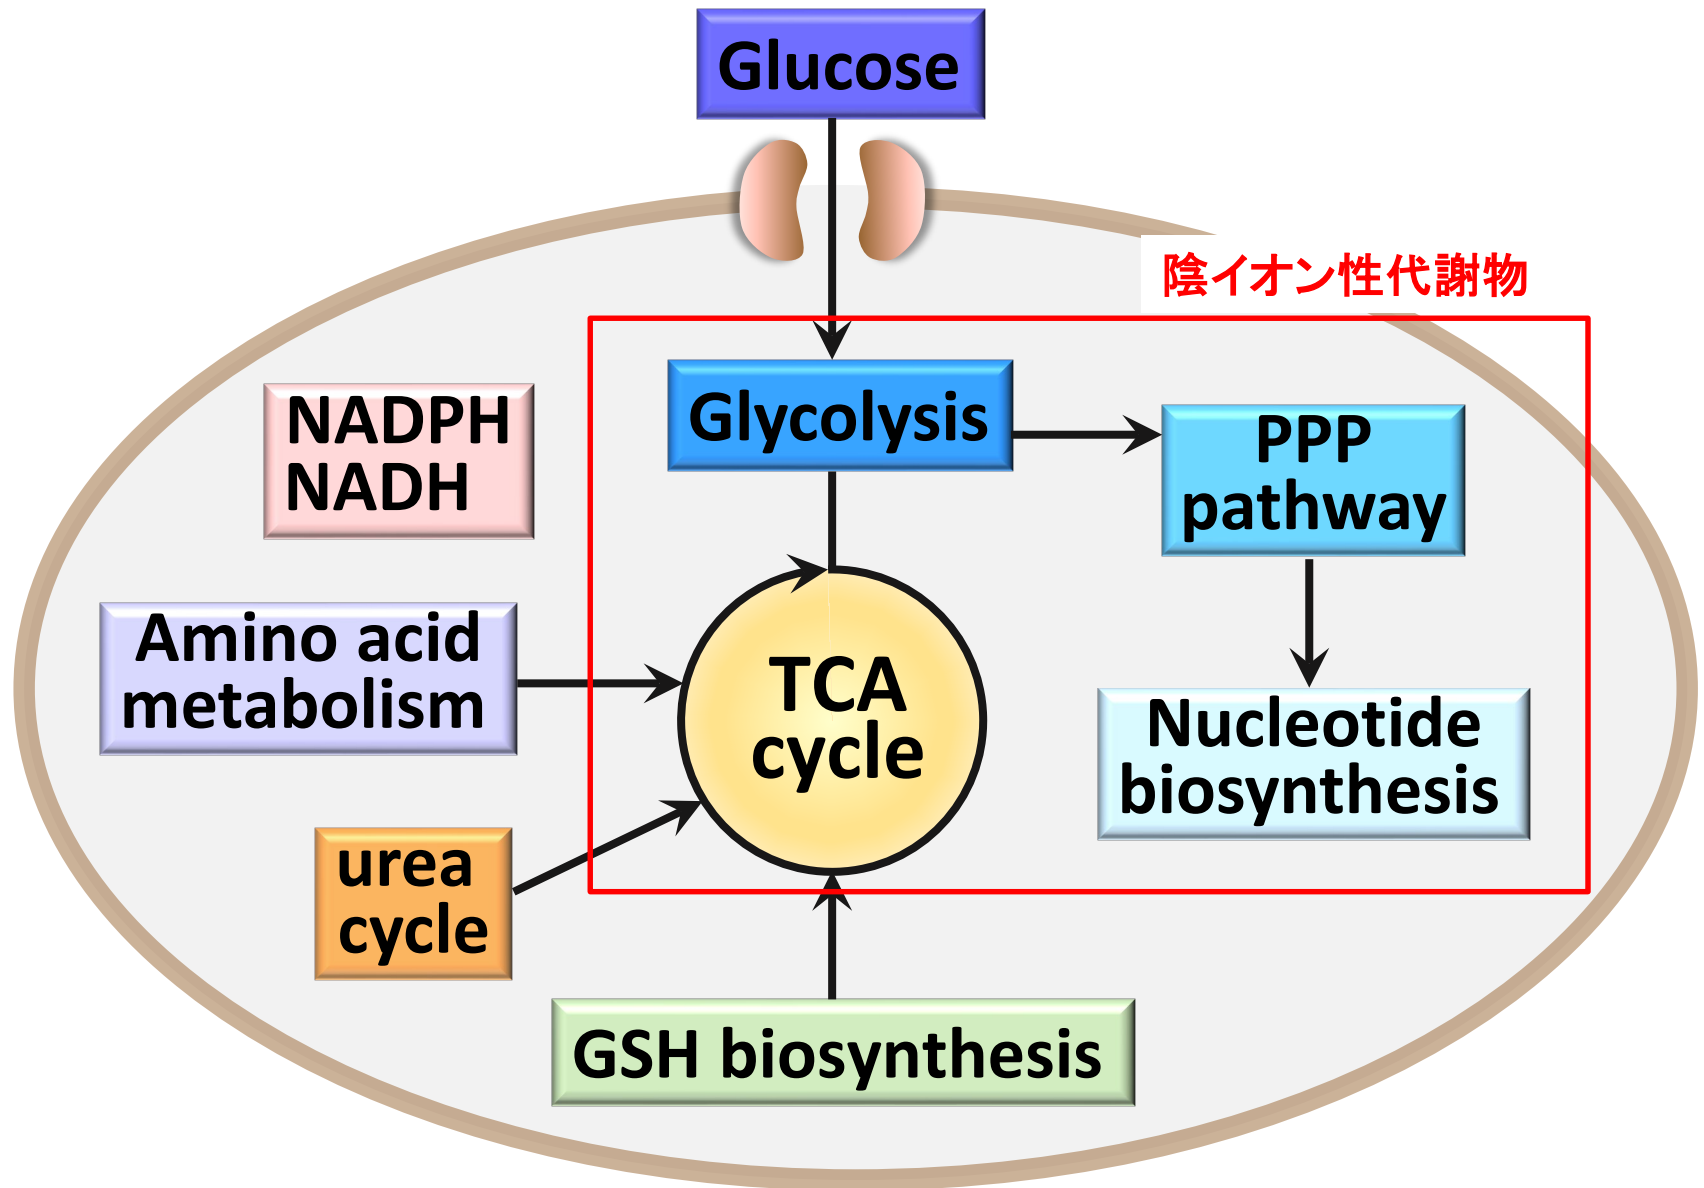 Glucose
陰イオン性代謝物
Glycolysis
NADPH
NADH
PPP
pathway
Amino acid
metabolism
TCA
cycle
Nucleotide
biosynthesis
urea
cycle
GSH biosynthesis